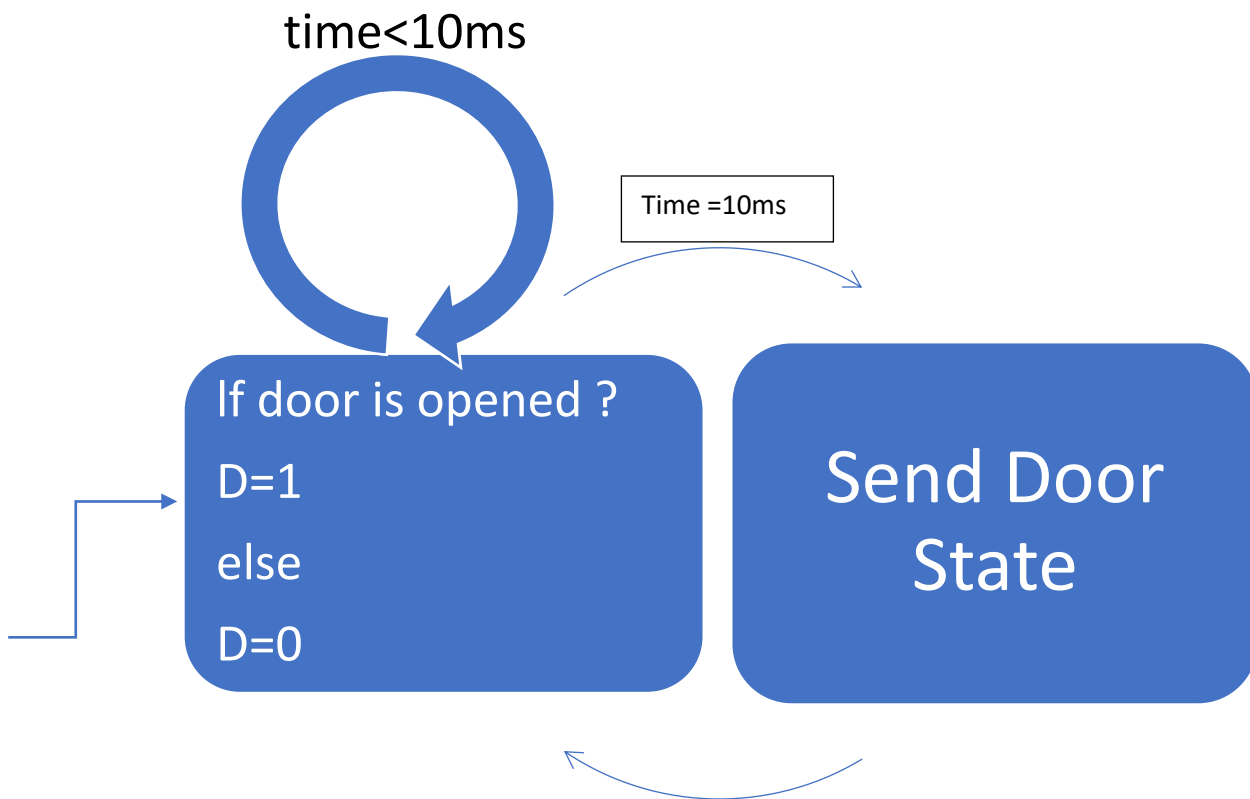 time<10ms
Time =10ms
If door is opened ?
D=1
else
D=0
Send Door
State